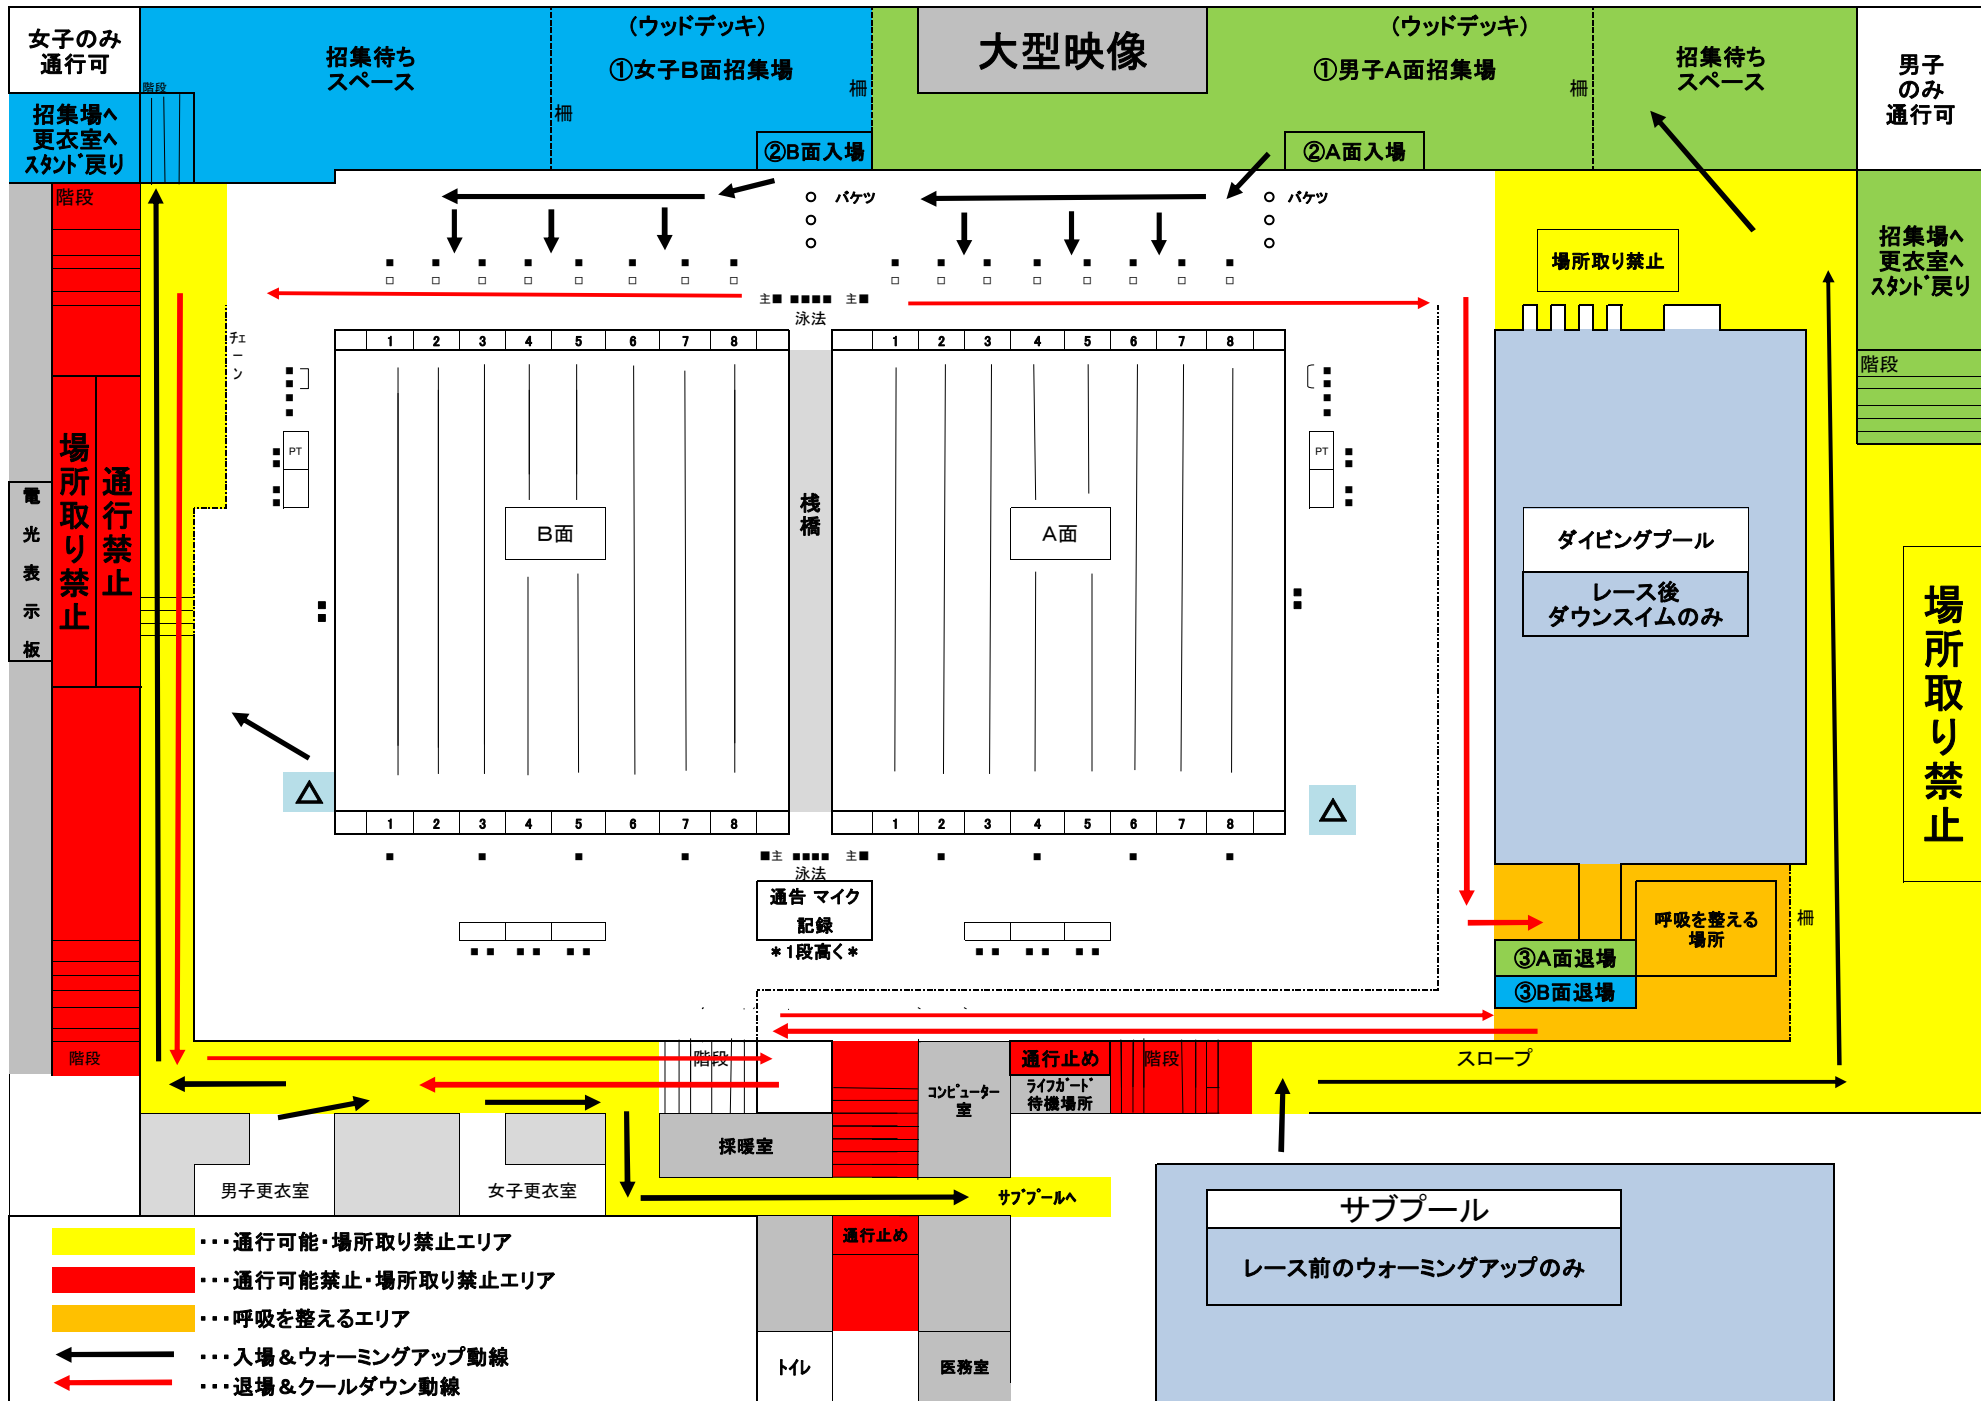 女子のみ
通行可
招集待ち
スペース
(ウッドデッキ)
①女子B面招集場
大型映像
(ウッドデッキ)
①男子A面招集場
招集待ち
スペース
男子
のみ
通行可
階段
柵
柵
柵
招集場へ
更衣室へ
スタンド戻り
②B面入場
②A面入場
階段
バケツ
バケツ
招集場へ
更衣室へ
スタンド戻り
場所取り禁止
主■ ■■■■ 主■
泳法
チェーン
1 2 3 4 5 6 7 8
1 2 3 4 5 6 7 8
階段
場所取り禁止
通行禁止
PT
PT
電光表示板
桟橋
B面
A面
ダイビングプール
レース後
ダウンスイムのみ
場所取り禁止
△
△
1 2 3 4 5 6 7 8
1 2 3 4 5 6 7 8
■主 ■■■■ 主■
泳法
通告 マイク
記録
*1段高く*
呼吸を整える
場所
柵
③A面退場
③B面退場
階段
階段
通行止め
階段
スロープ
コンピューター
室
ライフガード
待機場所
採暖室
男子更衣室
女子更衣室
サブプールへ
サブプール
レース前のウォーミングアップのみ
通行止め
・・・通行可能・場所取り禁止エリア
・・・通行可能禁止・場所取り禁止エリア
・・・呼吸を整えるエリア
・・・入場&ウォーミングアップ動線
・・・退場&クールダウン動線
トイレ
医務室